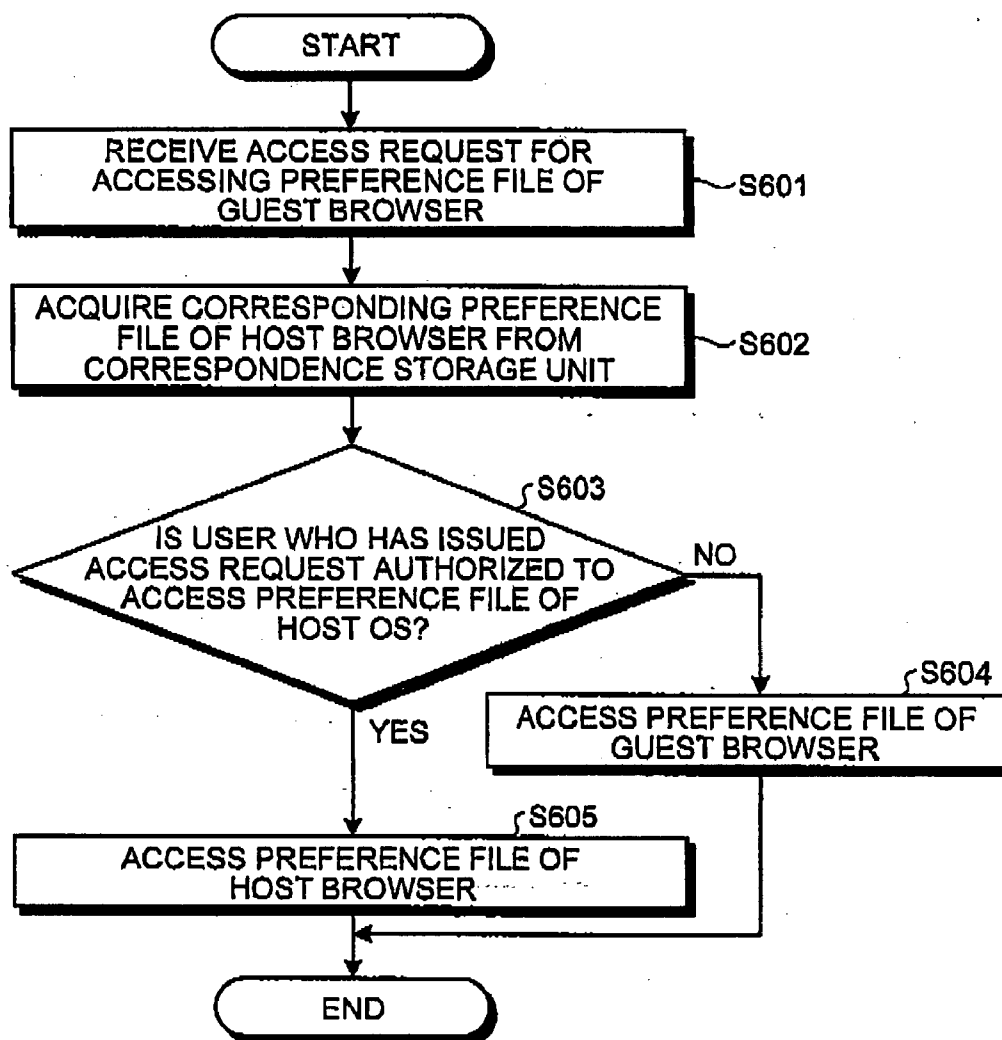 START
RECEIVE ACCESS REQUEST FOR
ACCESSING PREFERENCE FILE OF
GUEST BROWSER
S601
ACQUIRE CORRESPONDING PREFERENCE
FILE OF HOST BROWSER FROM
CORRESPONDENCE STORAGE UNIT
S602
S603
IS USER WHO HAS ISSUED
ACCESS REQUEST AUTHORIZED TO
ACCESS PREFERENCE FILE OF
HOST OS?
NO
YES
S604
ACCESS PREFERENCE FILE OF
GUEST BROWSER
S605
ACCESS PREFERENCE FILE OF
HOST BROWSER
END